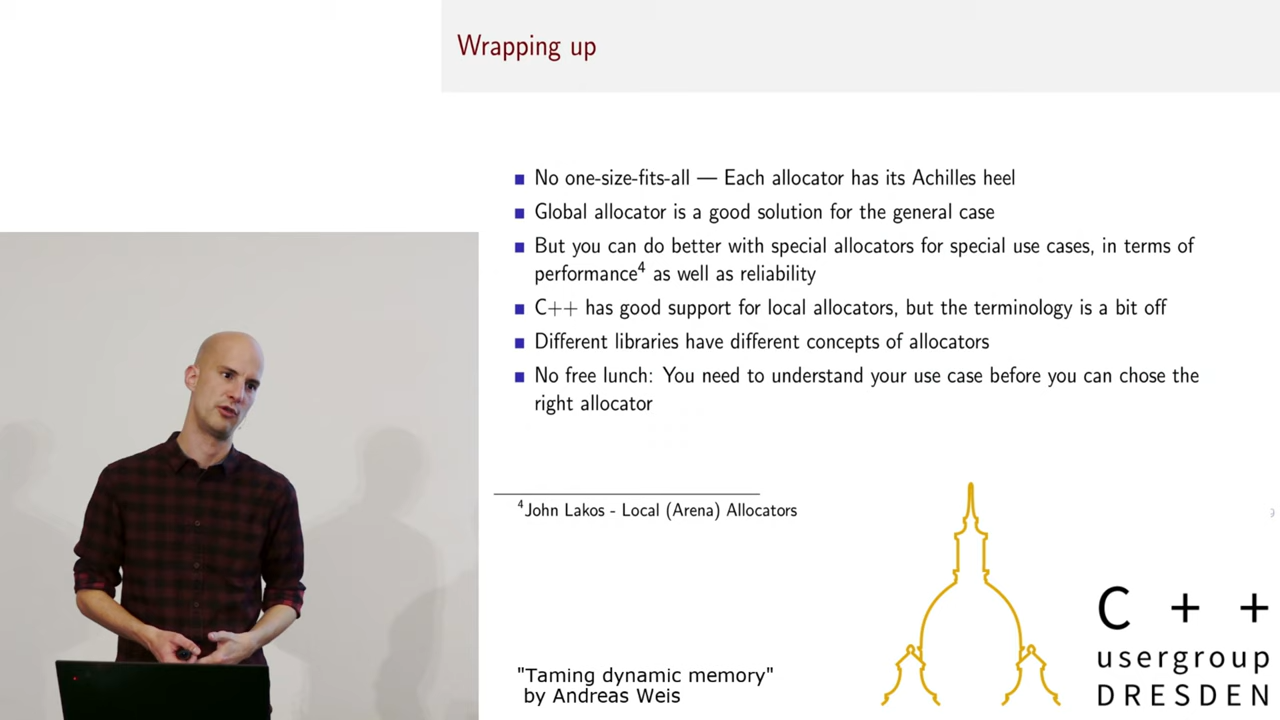 Wrapping up
■ No one-size-fits-all — Each allocator has its Achilles heel
■ Global allocator is a good solution for the general case
■ But you can do better with special allocators for special use cases, in terms of
performance⁴ as well as reliability
■ C++ has good support for local allocators, but the terminology is a bit off
■ Different libraries have different concepts of allocators
■ No free lunch: You need to understand your use case before you can chose the
right allocator
⁴John Lakos - Local (Arena) Allocators
"Taming dynamic memory"
by Andreas Weis
C + +
usergroup
DRESDEN